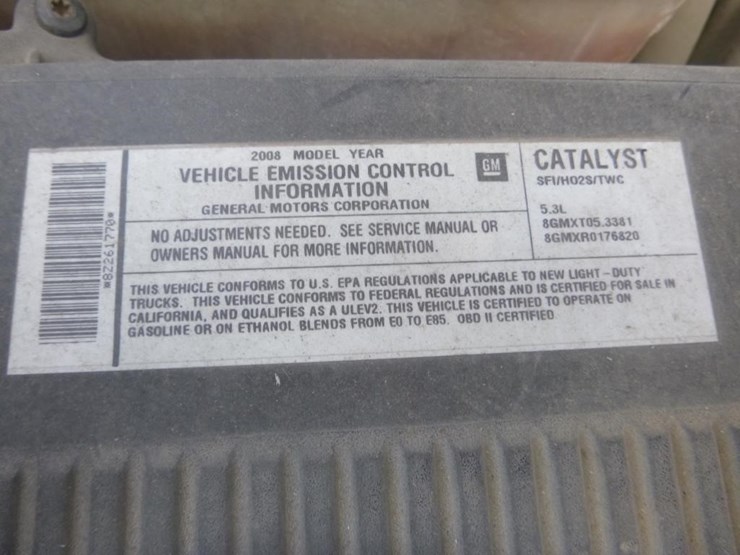 *8Z261770*
2008 MODEL YEAR
VEHICLE EMISSION CONTROL
INFORMATION
GENERAL MOTORS CORPORATION
GM
NO ADJUSTMENTS NEEDED. SEE SERVICE MANUAL OR
OWNERS MANUAL FOR MORE INFORMATION.
CATALYST
SFI/HO2S/TWC
5.3L
8GMXT05.3381
8GMXR0176820
THIS VEHICLE CONFORMS TO U.S. EPA REGULATIONS APPLICABLE TO NEW LIGHT-DUTY
TRUCKS. THIS VEHICLE CONFORMS TO FEDERAL REGULATIONS AND IS CERTIFIED FOR SALE IN
CALIFORNIA, AND QUALIFIES AS A ULEV2. THIS VEHICLE IS CERTIFIED TO OPERATE ON
GASOLINE OR ON ETHANOL BLENDS FROM E0 TO E85. OBD II CERTIFIED